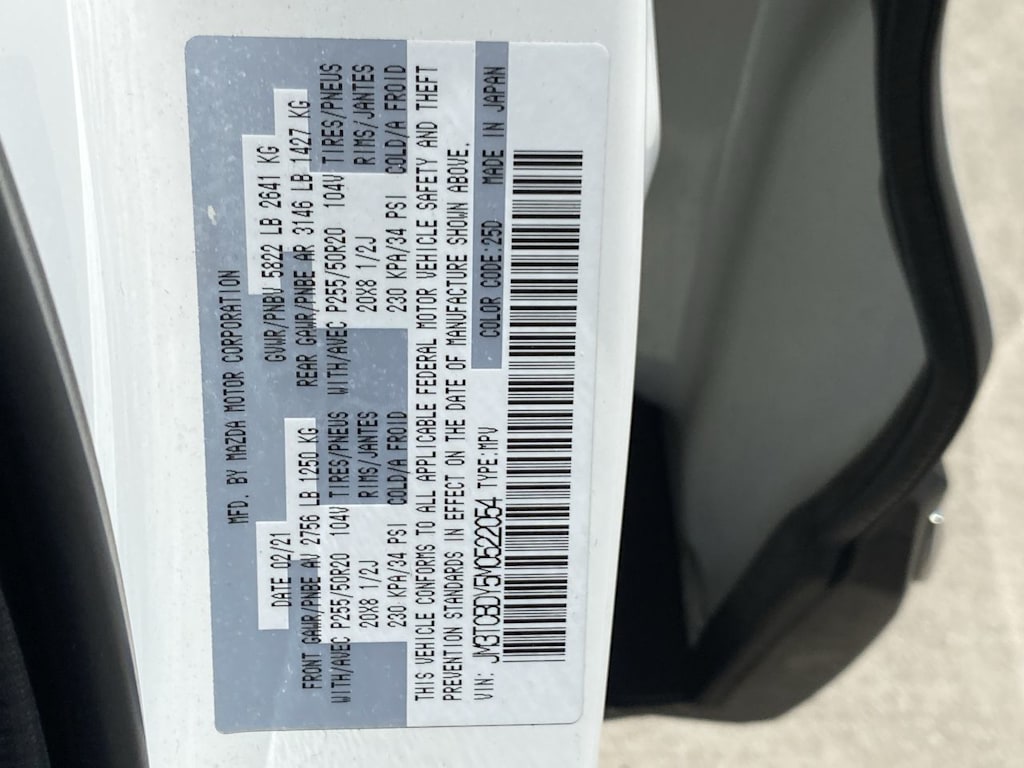 MFD. BY MAZDA MOTOR CORPORATION
DATE 02/21
GVWR/PNBV 5822 LB 2641 KG
FRONT GAWR/PNBE AV 2756 LB 1250 KG
REAR GAWR/PNBE AR 3146 LB 1427 KG
WITH/AVEC P255/50R20 104V TIRES/PNEUS
WITH/AVEC P255/50R20 104V TIRES/PNEUS
20X8 1/2J RIMS/JANTES
20X8 1/2J RIMS/JANTES
230 KPA/34 PSI COLD/A FROID
230 KPA/34 PSI COLD/A FROID
THIS VEHICLE CONFORMS TO ALL APPLICABLE FEDERAL MOTOR VEHICLE SAFETY AND THEFT
PREVENTION STANDARDS IN EFFECT ON THE DATE OF MANUFACTURE SHOWN ABOVE.
VIN: JM3TCBDY5M0522054 TYPE:MPV
COLOR CODE:25D MADE IN JAPAN